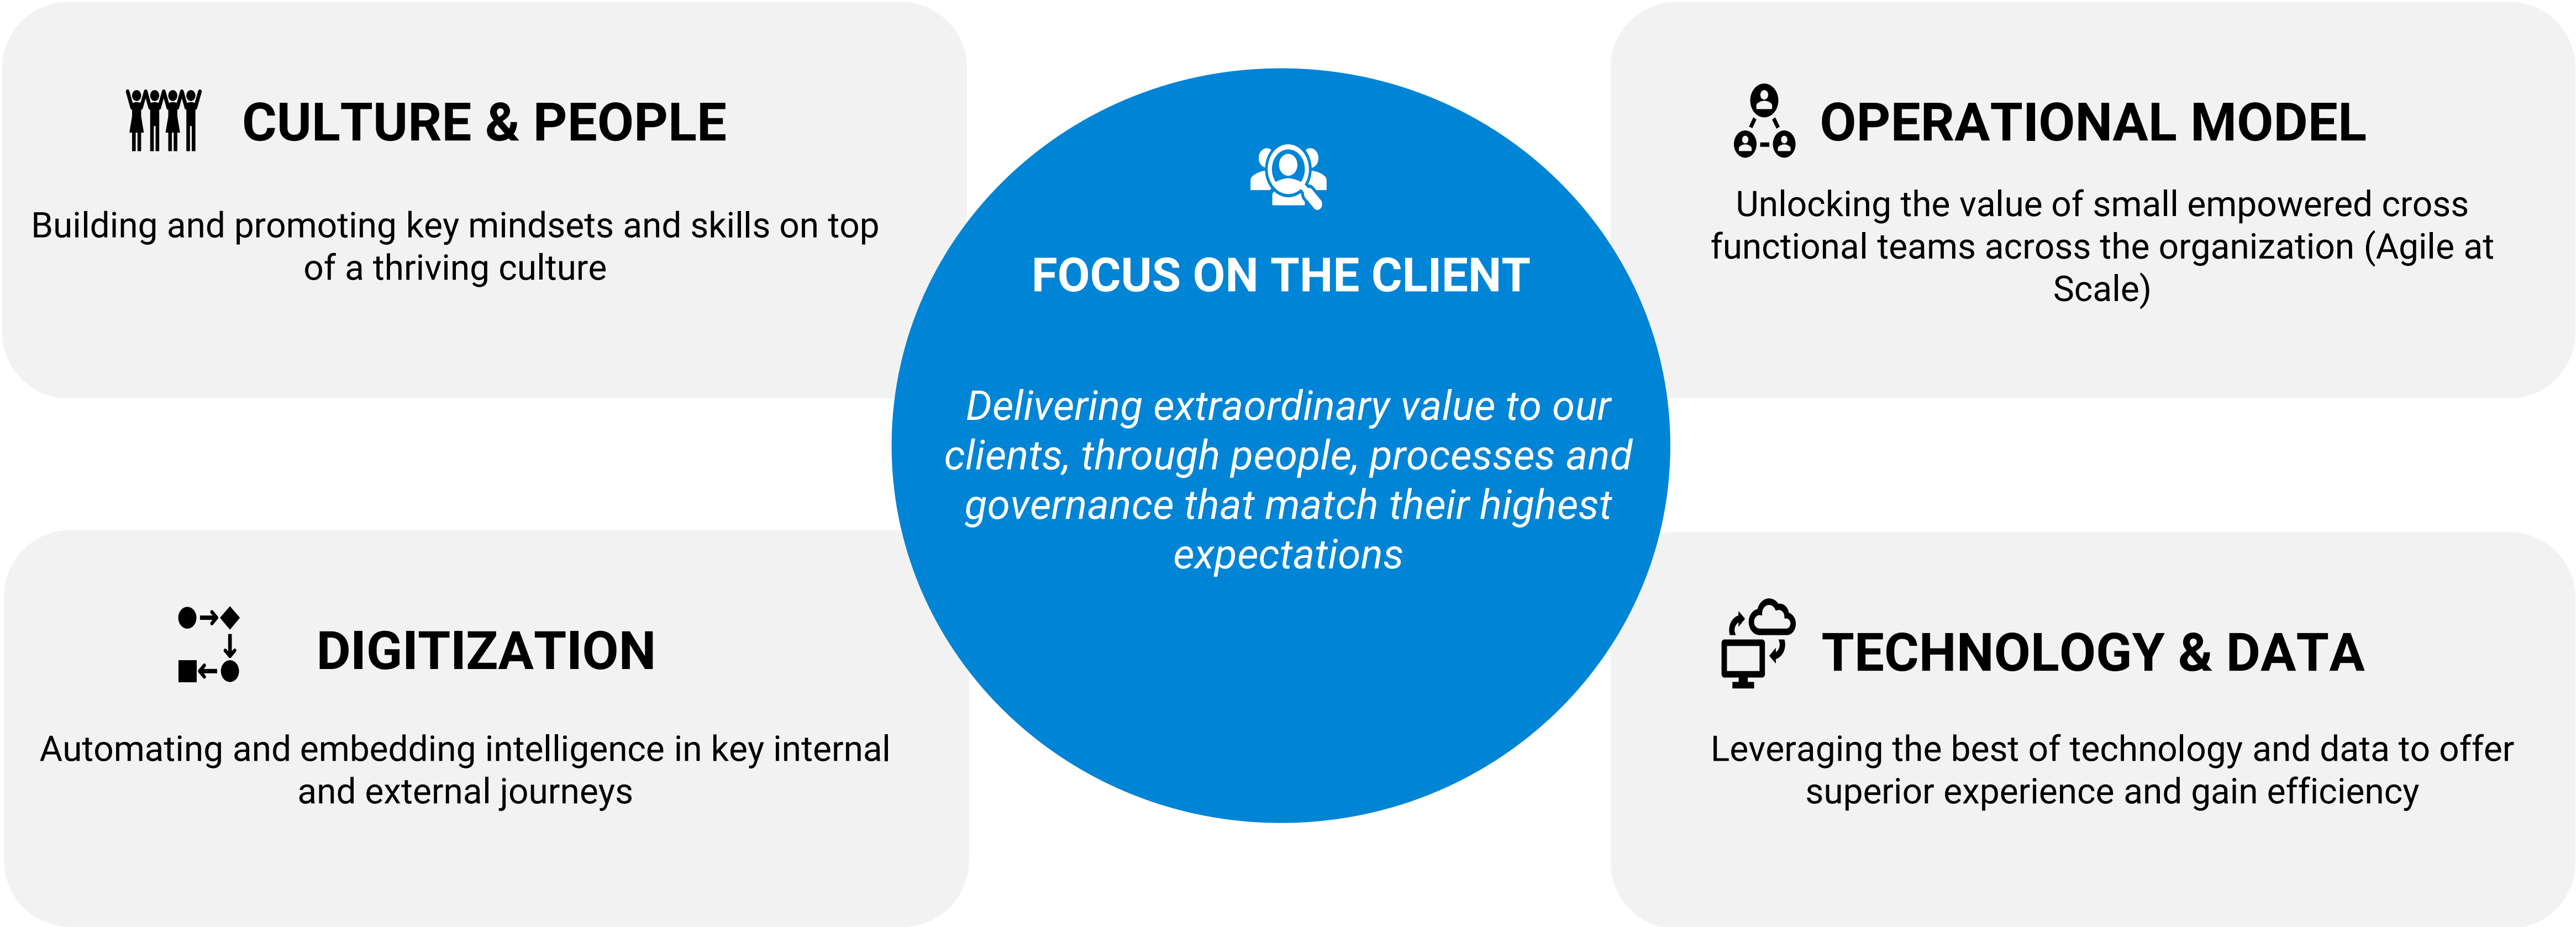 CULTURE & PEOPLE
Building and promoting key mindsets and skills on top
of a thriving culture
OPERATIONAL MODEL
Unlocking the value of small empowered cross
functional teams across the organization (Agile at
Scale)
FOCUS ON THE CLIENT
Delivering extraordinary value to our
clients, through people, processes and
governance that match their highest
expectations
DIGITIZATION
Automating and embedding intelligence in key internal
and external journeys
TECHNOLOGY & DATA
Leveraging the best of technology and data to offer
superior experience and gain efficiency